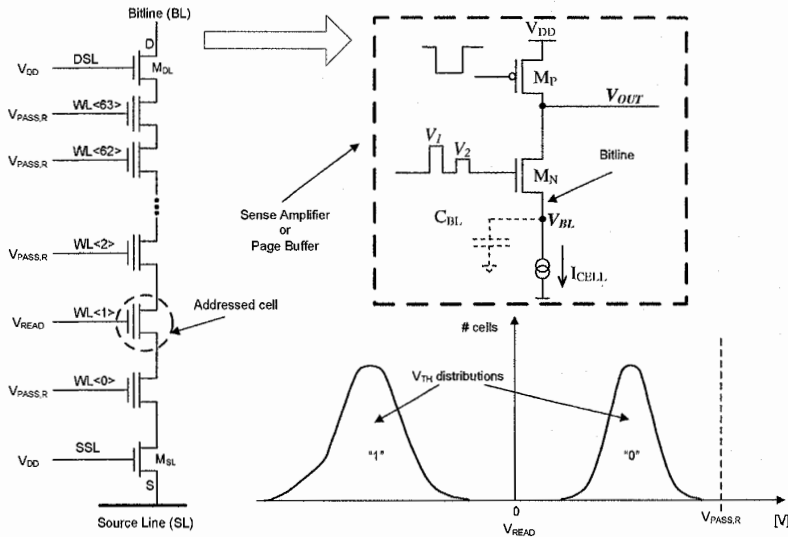 Bitline (BL)
D
V_DD DSL M_DL
V_PASS,R WL<63>
V_PASS,R WL<62>
V_PASS,R WL<2>
V_READ WL<1>
Addressed cell
V_PASS,R WL<0>
V_DD SSL M_SL
S
Source Line (SL)
V_DD
M_P
V_OUT
V_1 V_2
M_N
Bitline
C_BL
V_BL
I_CELL
Sense Amplifier
or
Page Buffer
# cells
V_TH distributions
"1"
"0"
0
V_READ
V_PASS,R
[V]